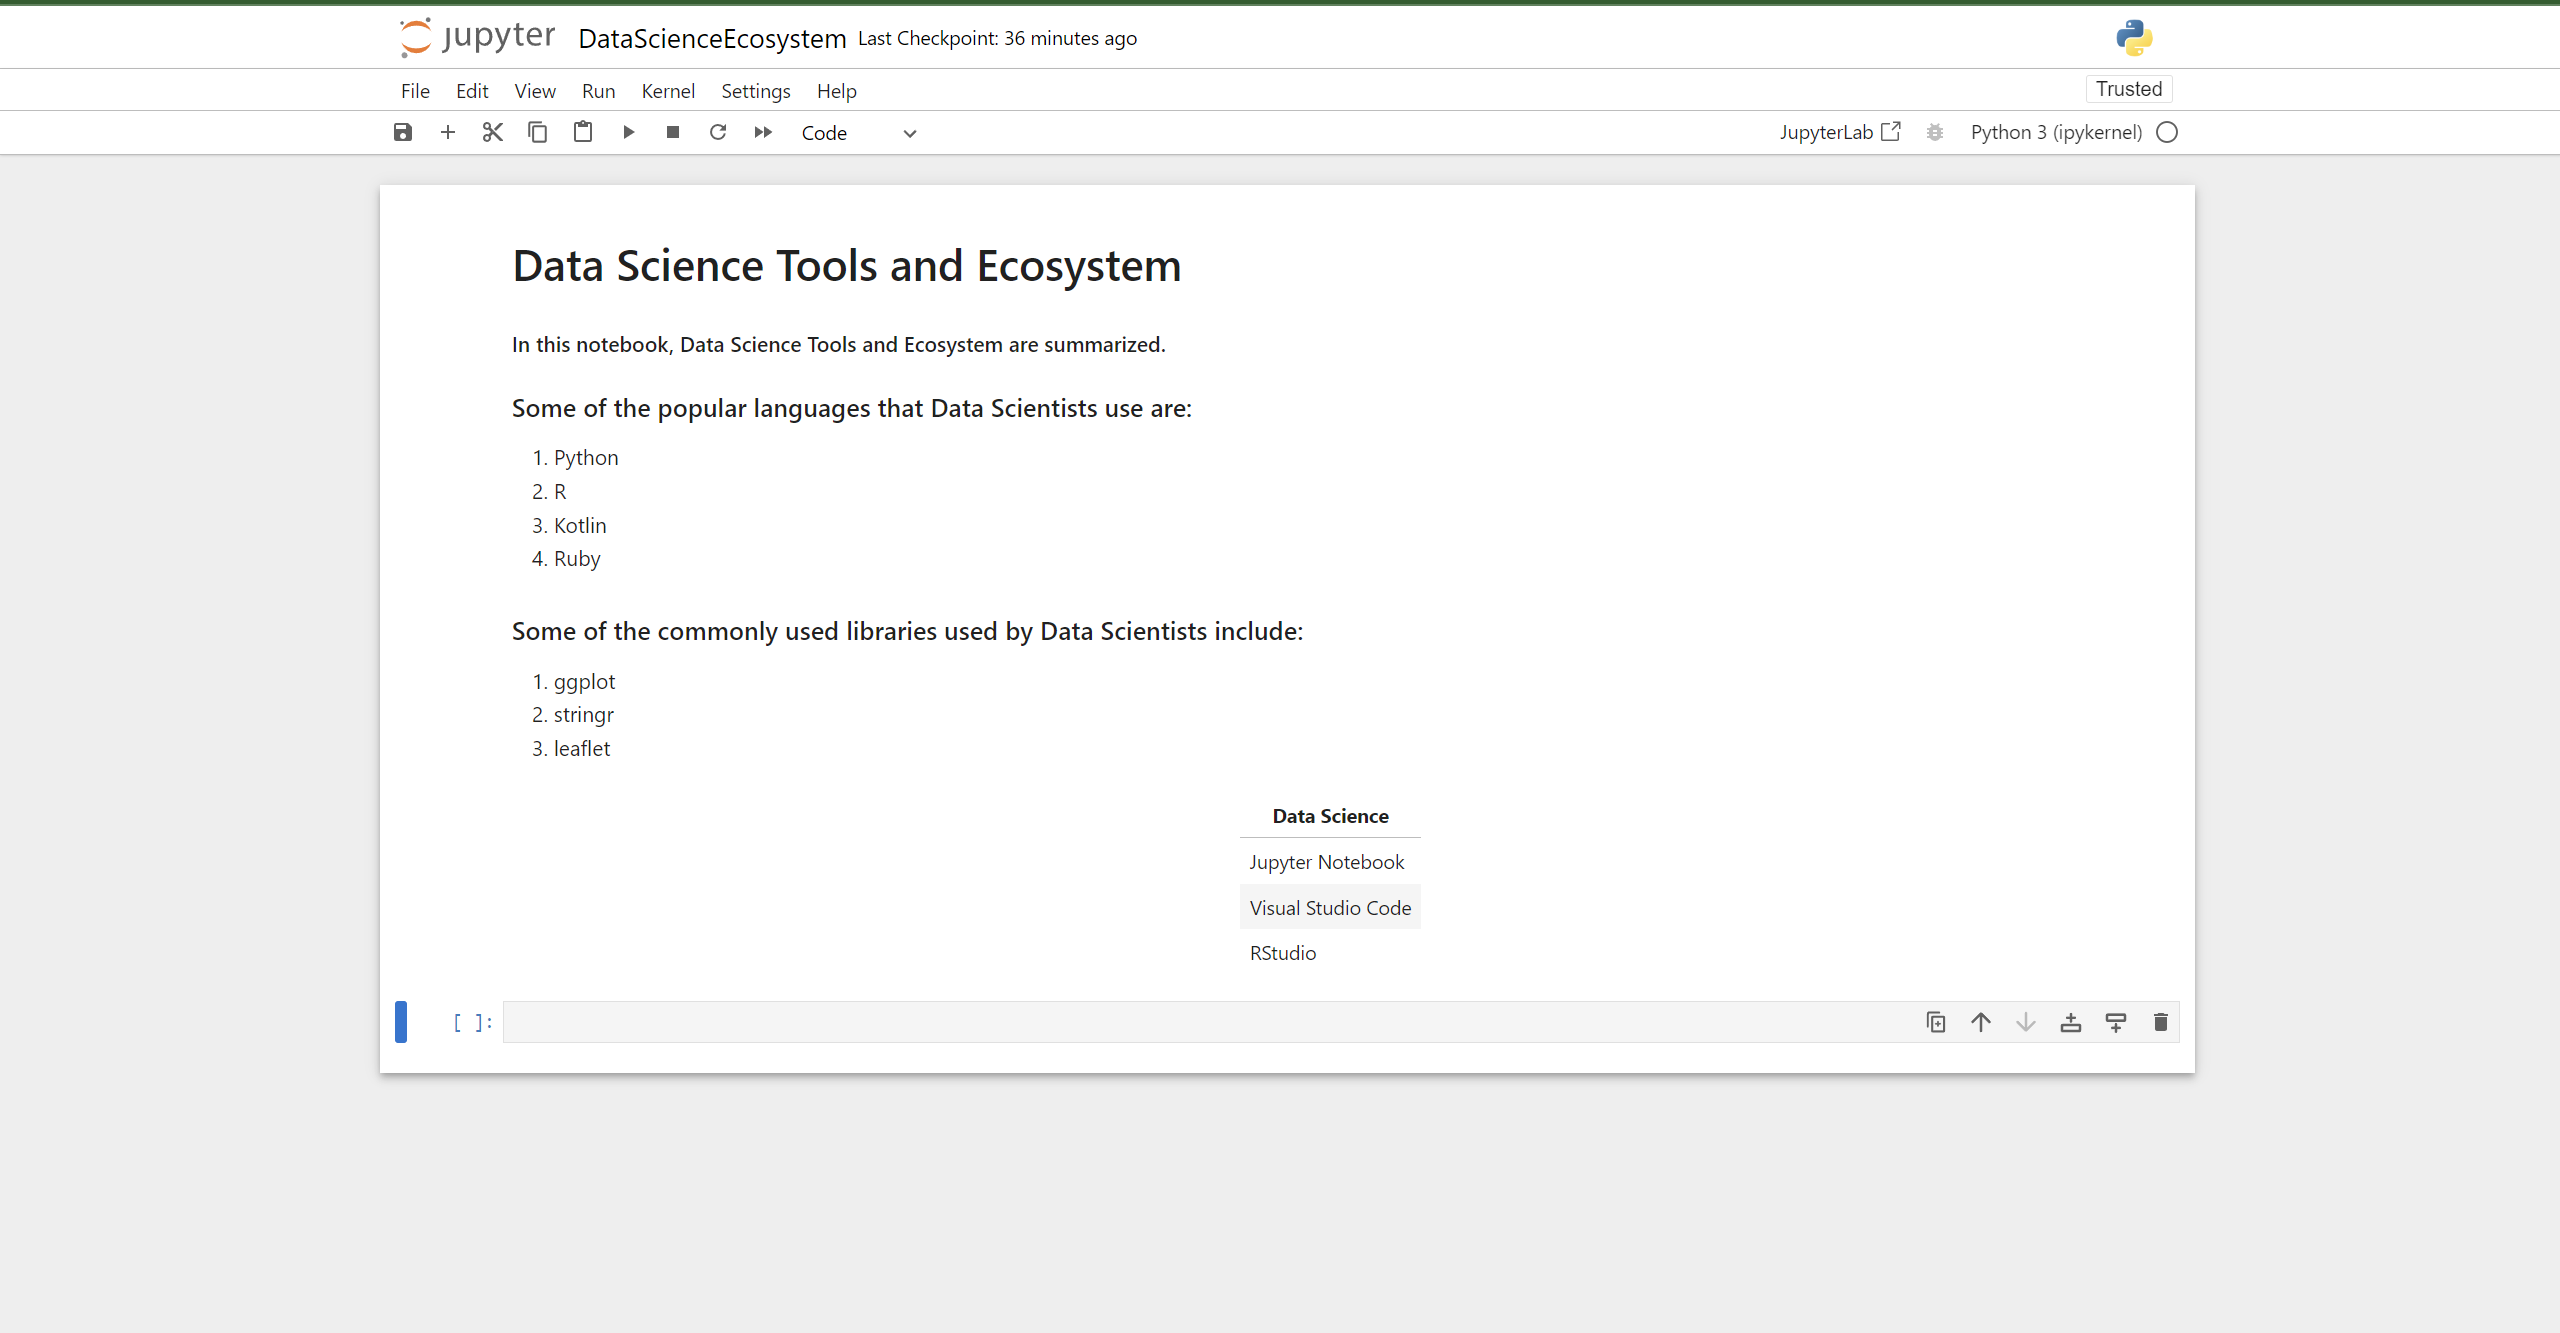 jupyter DataScienceEcosystem Last Checkpoint: 36 minutes ago
File Edit View Run Kernel Settings Help Trusted
Code JupyterLab Python 3 (ipykernel)
Data Science Tools and Ecosystem
In this notebook, Data Science Tools and Ecosystem are summarized.
Some of the popular languages that Data Scientists use are:
1. Python
2. R
3. Kotlin
4. Ruby
Some of the commonly used libraries used by Data Scientists include:
1. ggplot
2. stringr
3. leaflet
Data Science
Jupyter Notebook
Visual Studio Code
RStudio
[ ]: